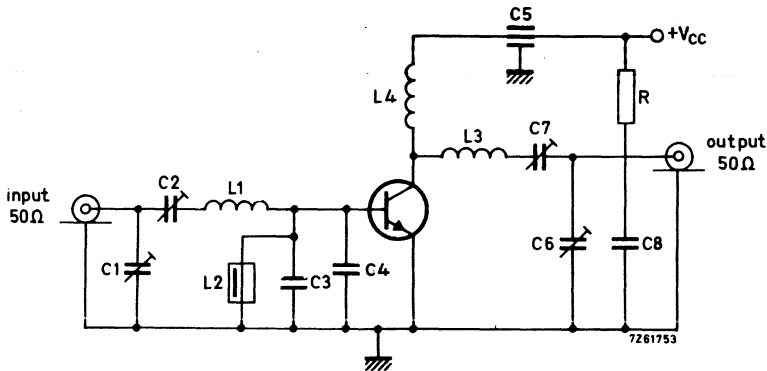 C5
+VCC
L4
R
L3
C7
output
50Ω
input
50Ω
C2
L1
C1
L2
C3
C4
C6
C8
7Z61753